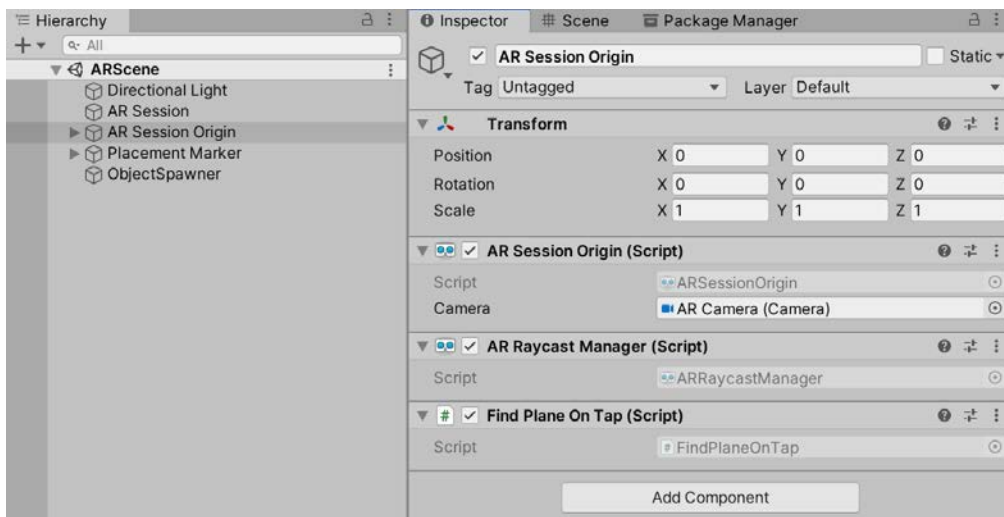 Hierarchy
All
ARScene
Directional Light
AR Session
AR Session Origin
Placement Marker
ObjectSpawner
Inspector Scene Package Manager
AR Session Origin Static
Tag Untagged Layer Default
Transform
Position X 0 Y 0 Z 0
Rotation X 0 Y 0 Z 0
Scale X 1 Y 1 Z 1
AR Session Origin (Script)
Script ARSessionOrigin
Camera AR Camera (Camera)
AR Raycast Manager (Script)
Script ARRaycastManager
# Find Plane On Tap (Script)
Script # FindPlaneOnTap
Add Component